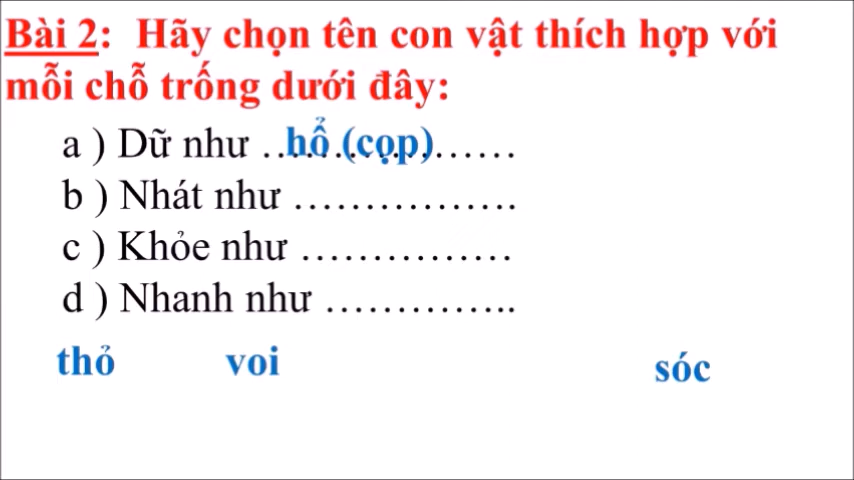 Bài 2: Hãy chọn tên con vật thích hợp với
mỗi chỗ trống dưới đây:
a ) Dữ như ..hổ (cọp)........
b ) Nhát như ................
c ) Khỏe như ...............
d ) Nhanh như ..............
thỏ voi sóc